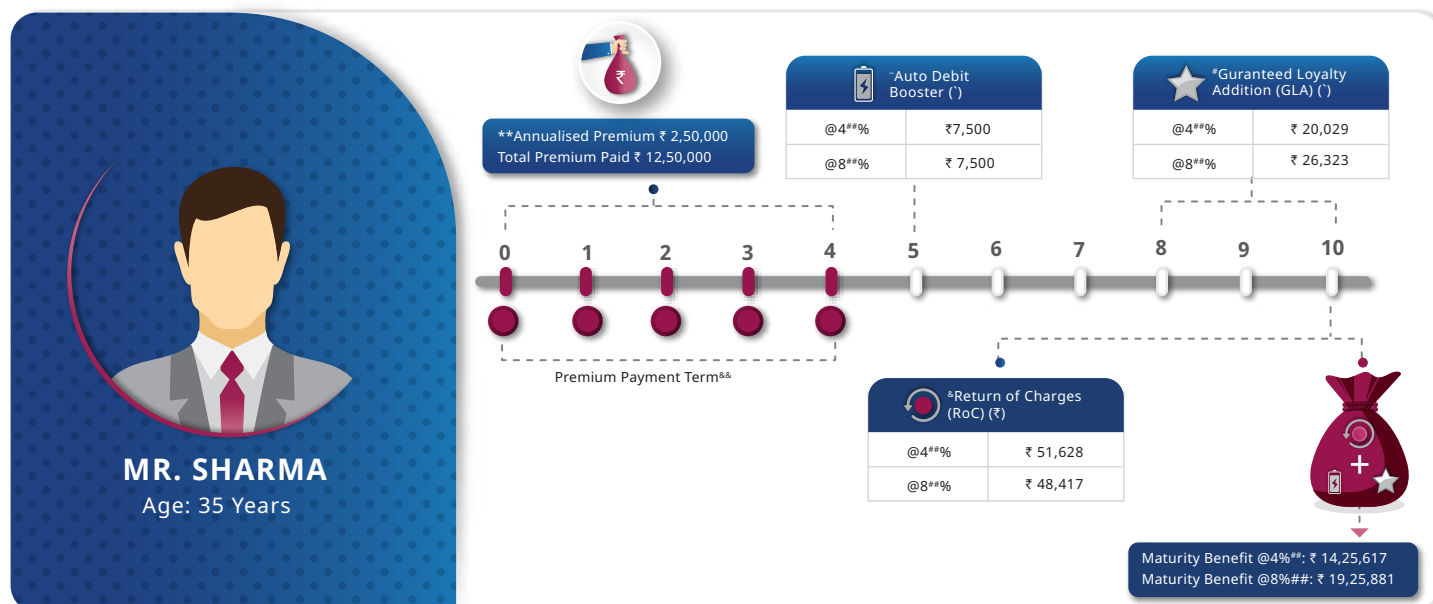 MR. SHARMA
Age: 35 Years
₹
**Annualised Premium ₹ 2,50,000
Total Premium Paid ₹ 12,50,000
~Auto Debit
Booster (`)
@4##% ₹7,500
@8##% ₹ 7,500
#Guranteed Loyalty
Addition (GLA) (`)
@4##% ₹ 20,029
@8##% ₹ 26,323
0 1 2 3 4 5 6 7 8 9 10
Premium Payment Term&&
&Return of Charges
(RoC) (₹)
@4##% ₹ 51,628
@8##% ₹ 48,417
+
Maturity Benefit @4%##: ₹ 14,25,617
Maturity Benefit @8%##: ₹ 19,25,881